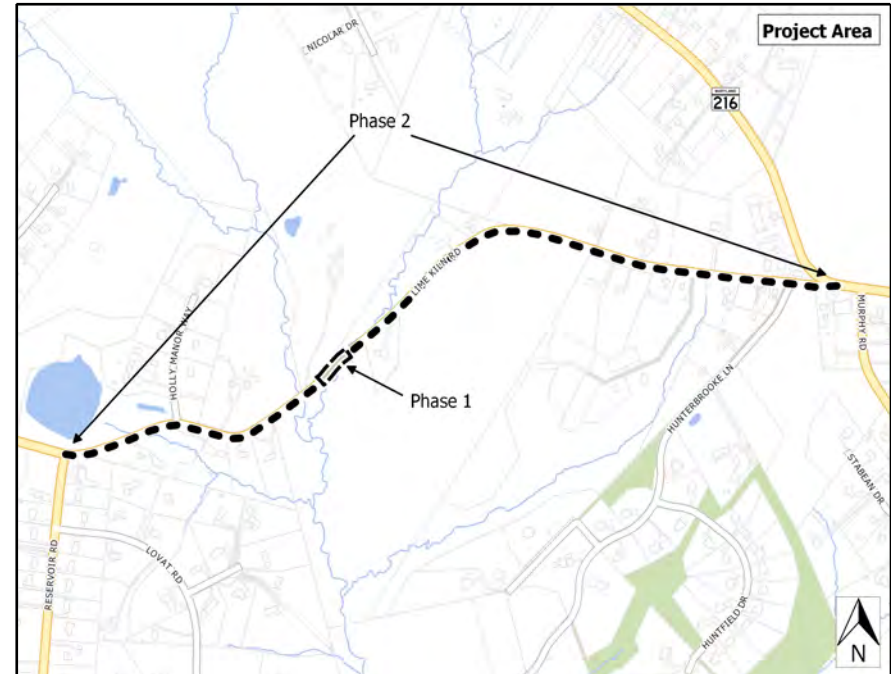 Project Area
NICOLAR DR
MARYLAND
216
Phase 2
LIME KILN RD
HOLLY MANOR WAY
MURPHY RD
Phase 1
HUNTERBROOKE LN
STABEAN DR
RESERVOIR RD
LOVAT RD
HUNTFIELD DR
N